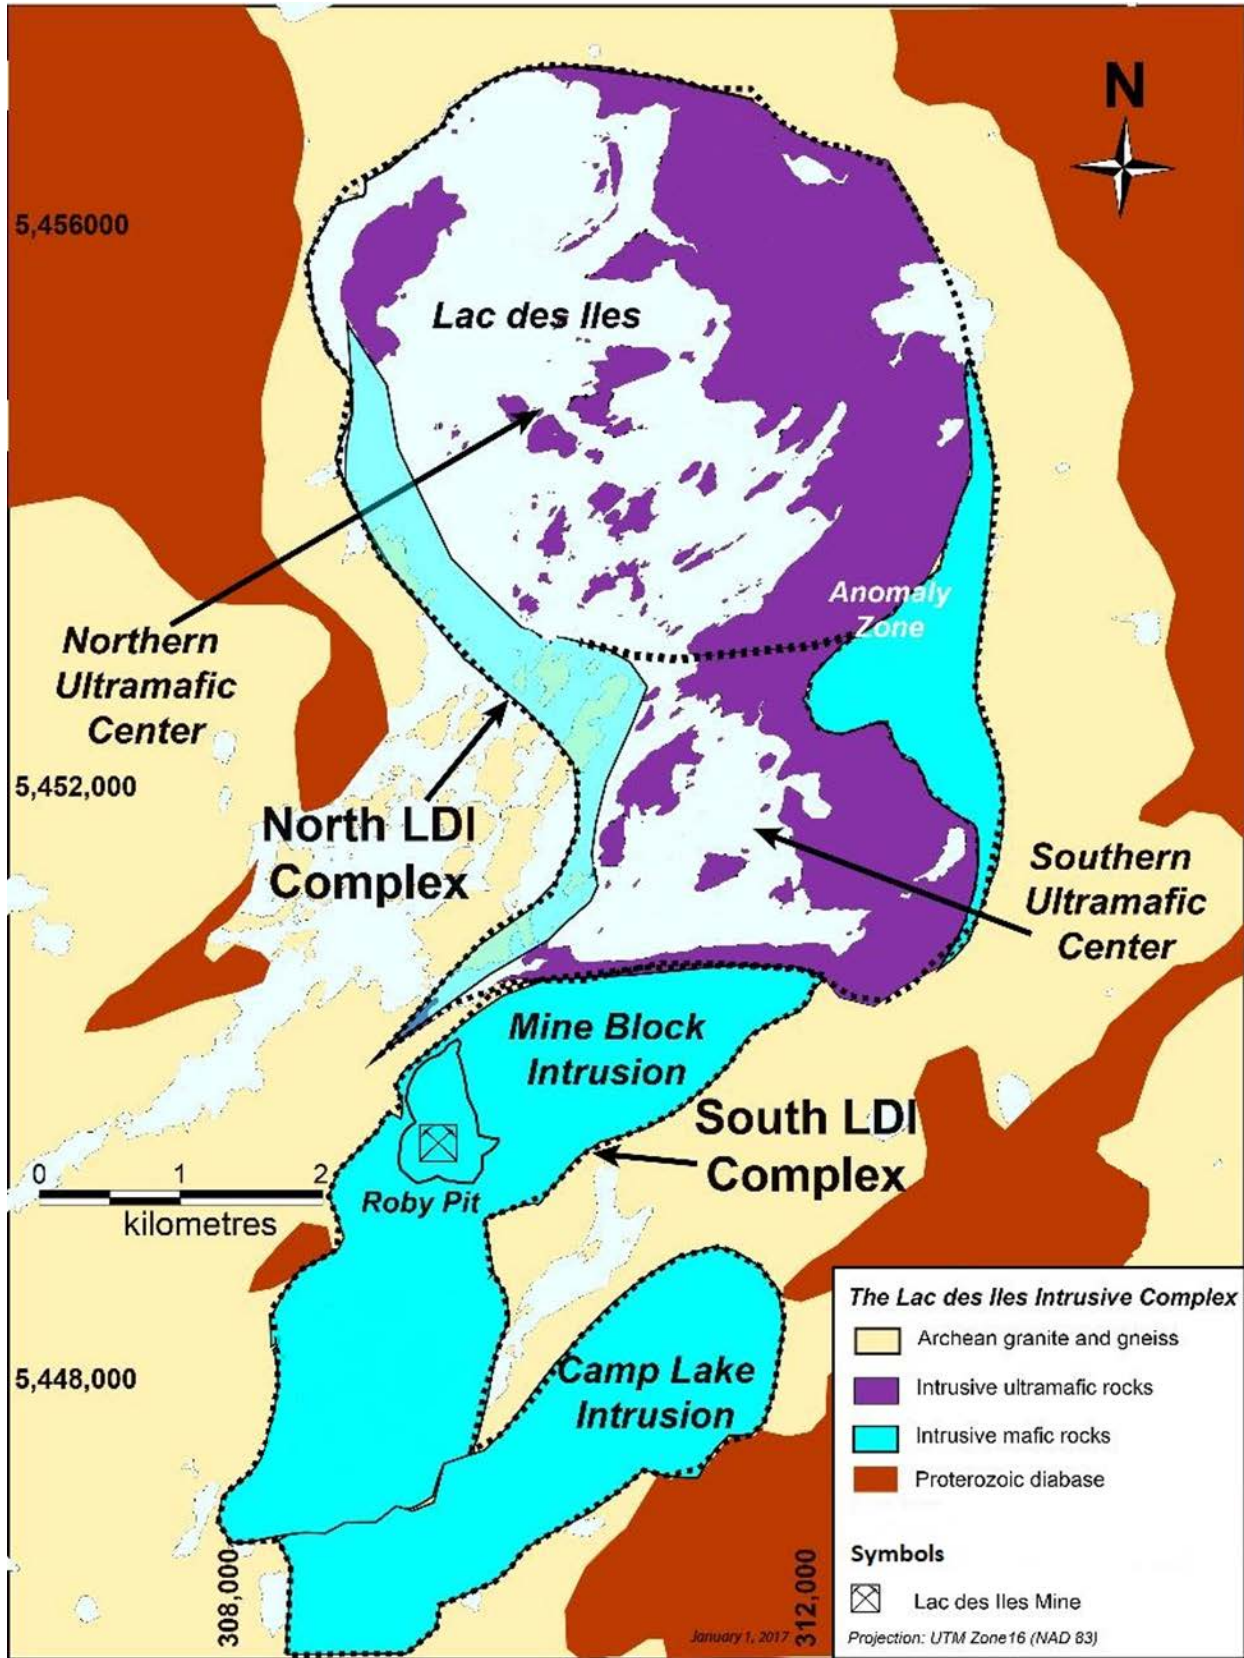 N
5,456000
Lac des Iles
Anomaly
Zone
Northern
Ultramafic
Center
5,452,000
North LDI
Complex
Southern
Ultramafic
Center
Mine Block
Intrusion
South LDI
Complex
0 1 2
kilometres
Roby Pit
5,448,000
Camp Lake
Intrusion
308,000
312,000
January 1, 2017
The Lac des Iles Intrusive Complex
Archean granite and gneiss
Intrusive ultramafic rocks
Intrusive mafic rocks
Proterozoic diabase
Symbols
Lac des Iles Mine
Projection: UTM Zone16 (NAD 83)